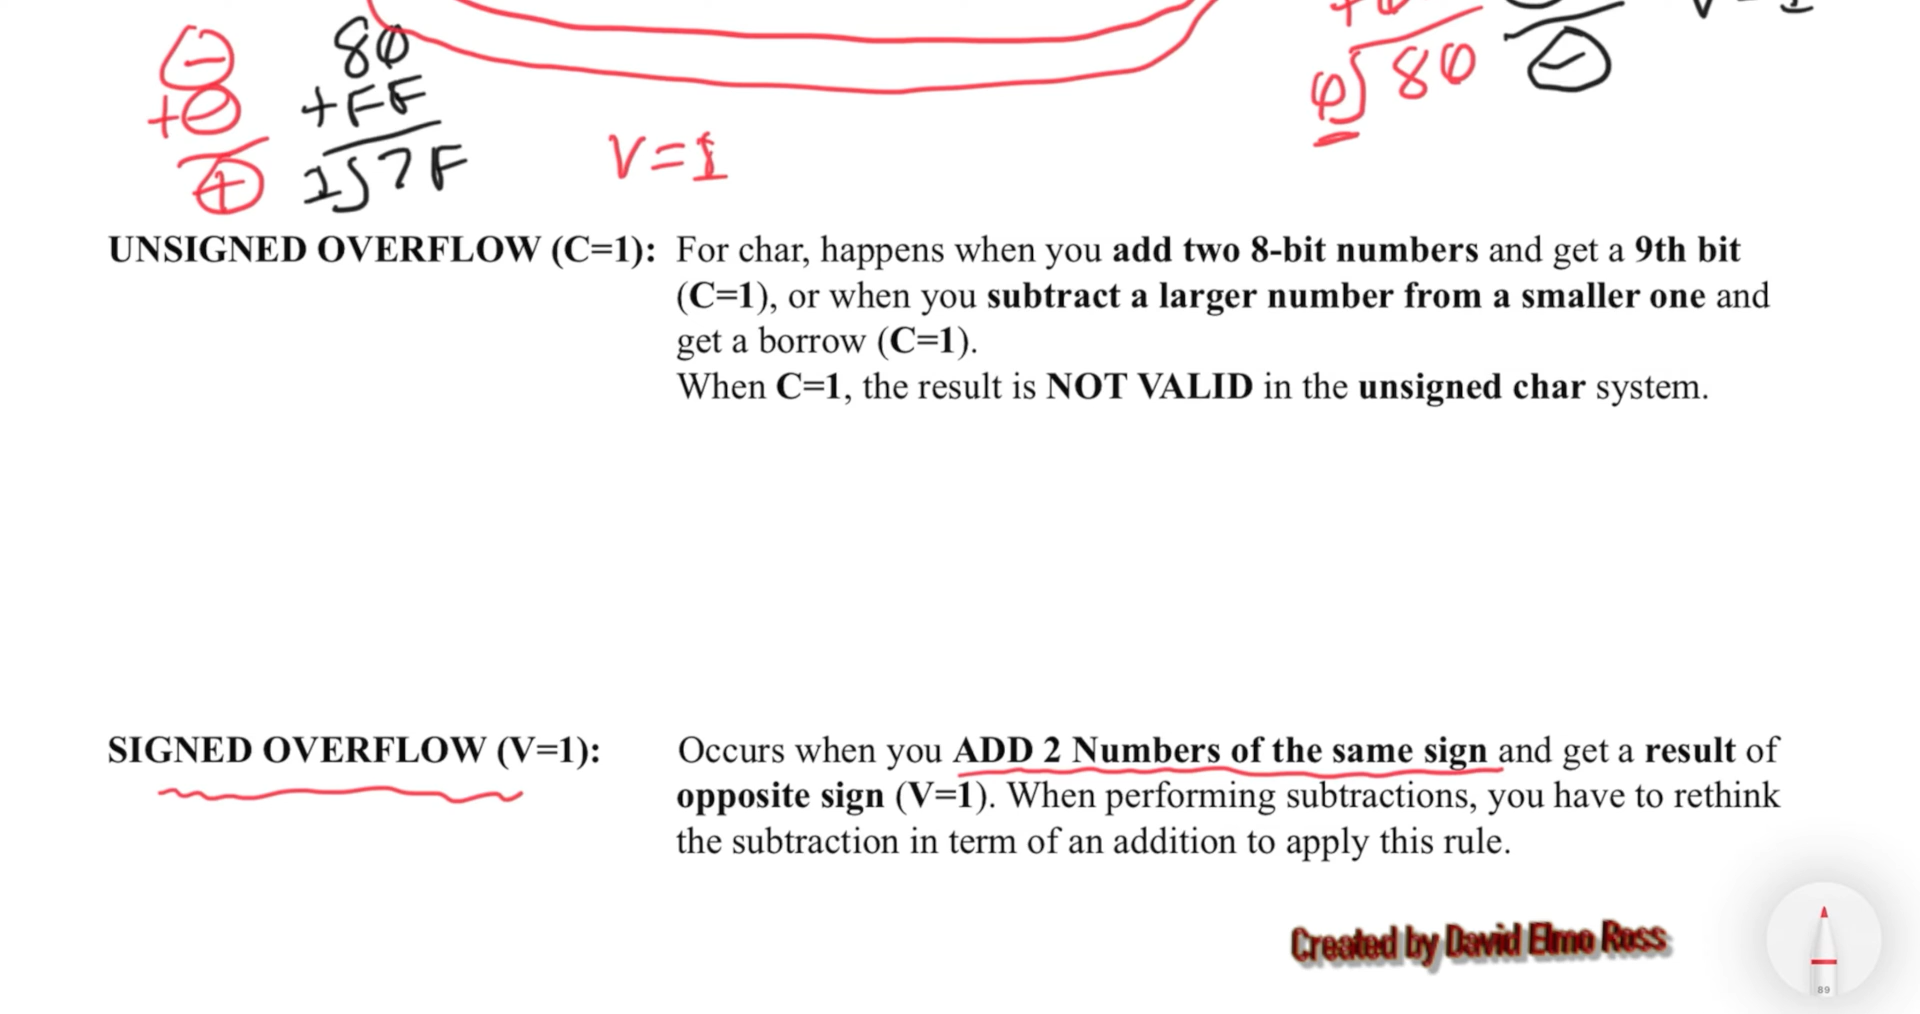 80
+FF
1 7F
V=1
80
UNSIGNED OVERFLOW (C=1): For char, happens when you add two 8-bit numbers and get a 9th bit
(C=1), or when you subtract a larger number from a smaller one and
get a borrow (C=1).
When C=1, the result is NOT VALID in the unsigned char system.
SIGNED OVERFLOW (V=1): Occurs when you ADD 2 Numbers of the same sign and get a result of
opposite sign (V=1). When performing subtractions, you have to rethink
the subtraction in term of an addition to apply this rule.
Created by David Elmo Ross
89